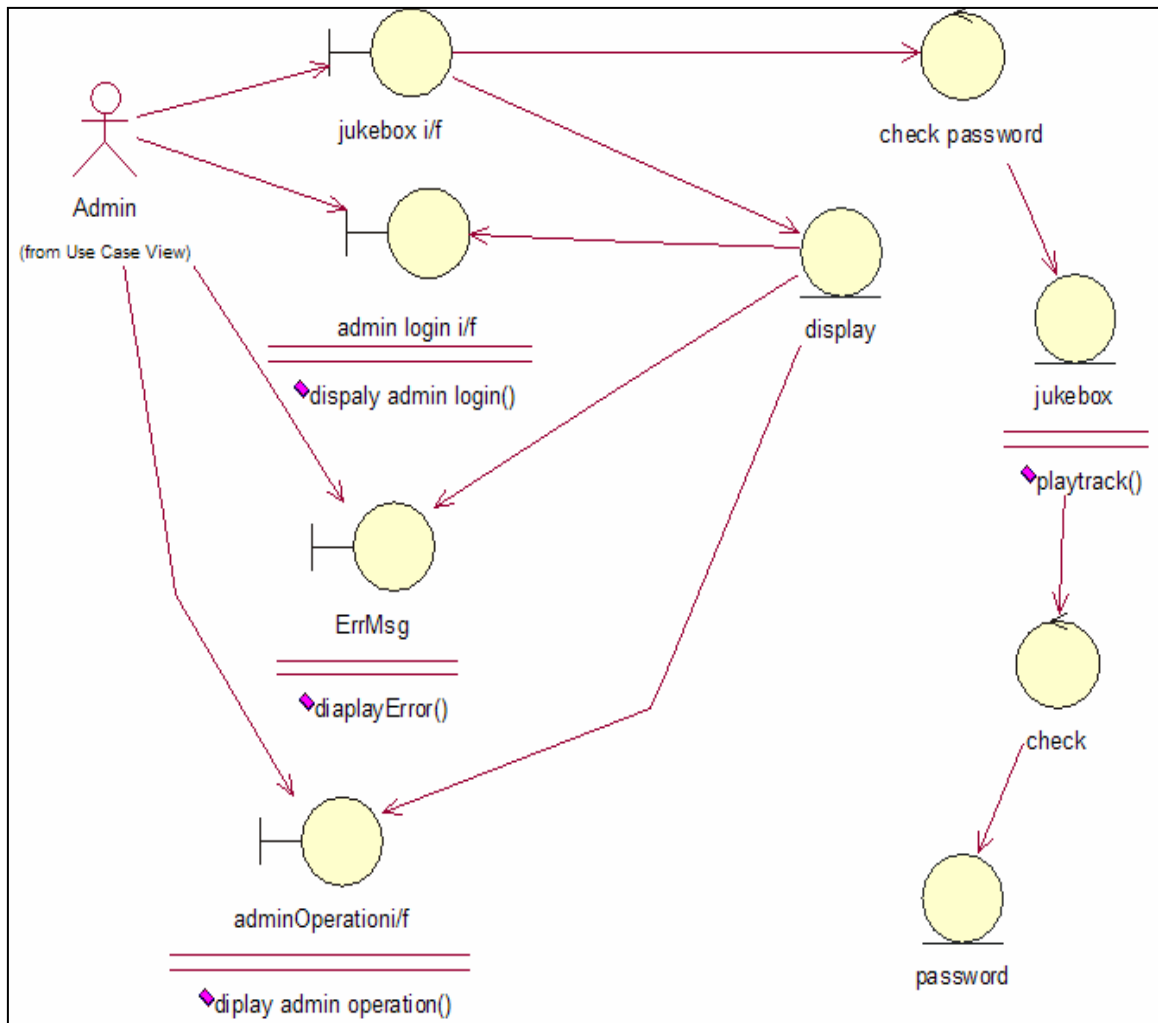 jukebox i/f
check password
Admin
(from Use Case View)
admin login i/f
dispaly admin login()
display
jukebox
playtrack()
ErrMsg
diaplayError()
check
adminOperationi/f
diplay admin operation()
password